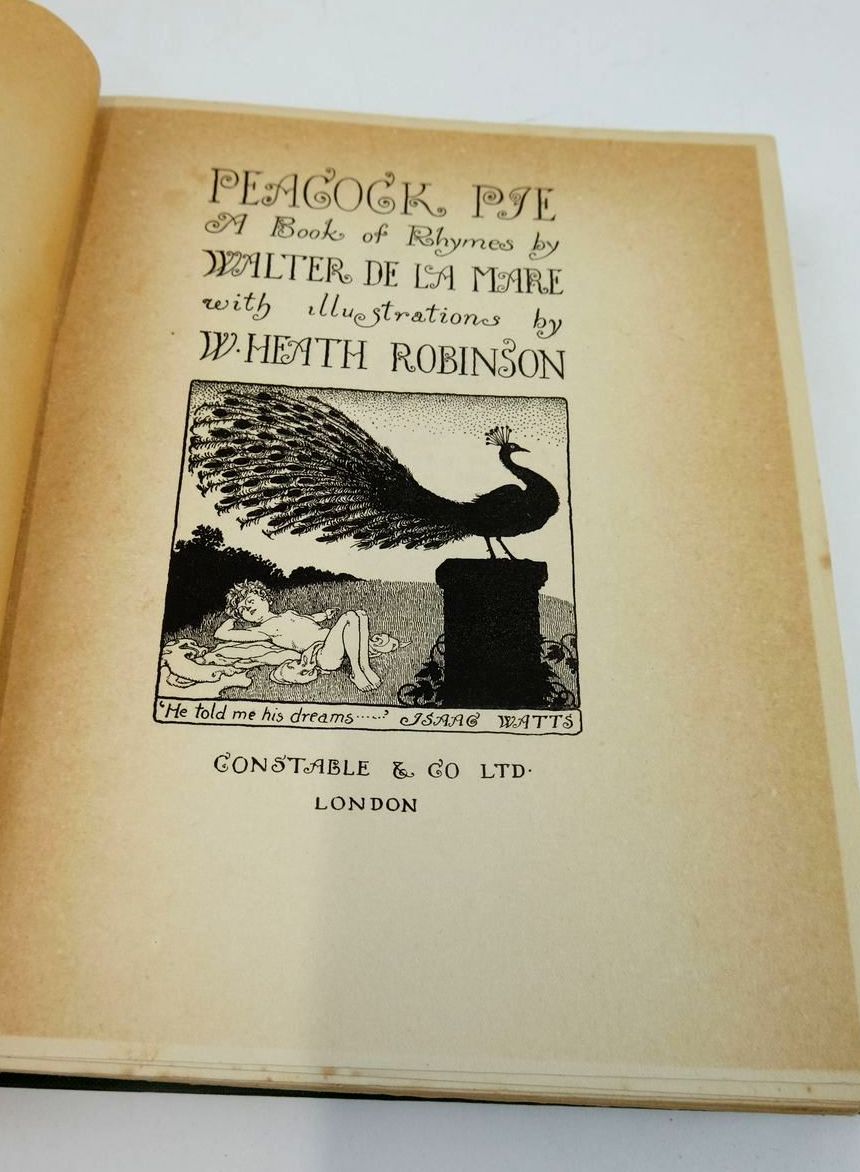 PEACOCK PIE
A Book of Rhymes by
WALTER DE LA MARE
with illustrations by
W. HEATH ROBINSON
'He told me his dreams......' ISAAC WATTS
CONSTABLE & CO LTD.
LONDON